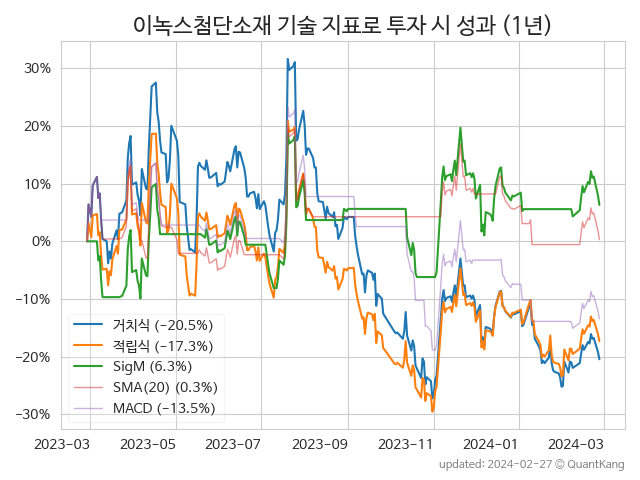 이녹스첨단소재 기술 지표로 투자 시 성과 (1년)
30%
20%
10%
0%
−10%
−20%
−30%
거치식 (−20.5%)
적립식 (−17.3%)
SigM (6.3%)
SMA(20) (0.3%)
MACD (−13.5%)
2023−03 2023−05 2023−07 2023−09 2023−11 2024−01 2024−03
updated: 2024−02−27 ⓒ QuantKang